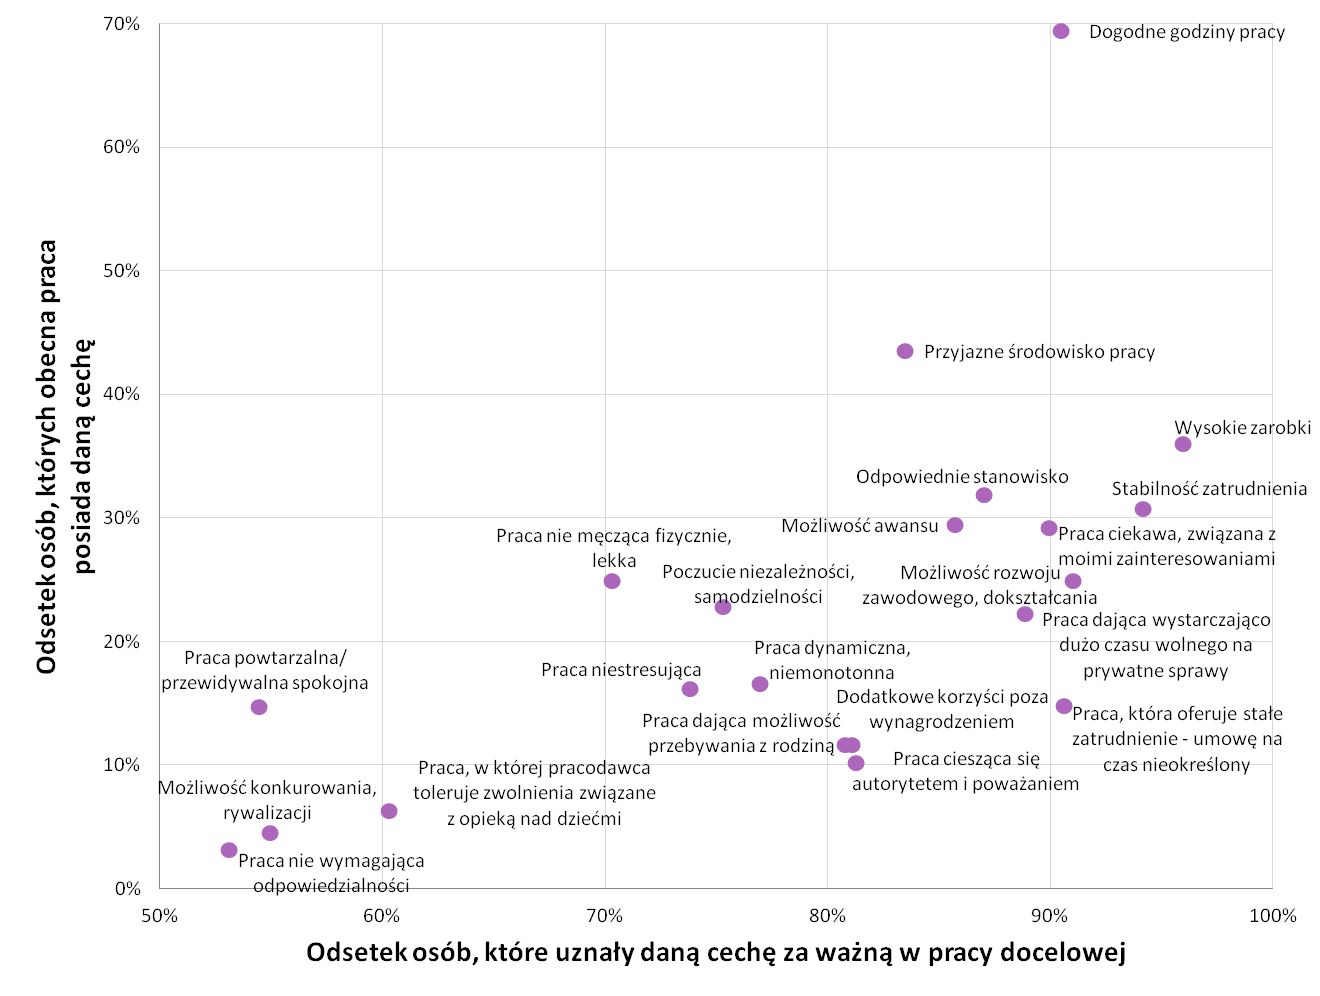 70%
60%
50%
40%
30%
20%
10%
0%
50%
60%
70%
80%
90%
100%
Odsetek osób, których obecna praca
posiada daną cechę
Odsetek osób, które uznały daną cechę za ważną w pracy docelowej
Dogodne godziny pracy
Przyjazne środowisko pracy
Wysokie zarobki
Odpowiednie stanowisko
Stabilność zatrudnienia
Możliwość awansu
Praca ciekawa, związana z
moimi zainteresowaniami
Praca nie męcząca fizycznie,
lekka
Poczucie niezależności,
samodzielności
Możliwość rozwoju
zawodowego, dokształcania
Praca dająca wystarczająco
dużo czasu wolnego na
prywatne sprawy
Praca powtarzalna/
przewidywalna spokojna
Praca niestresująca
Praca dynamiczna,
niemonotonna
Dodatkowe korzyści poza
wynagrodzeniem
Praca dająca możliwość
przebywania z rodziną
Praca, która oferuje stałe
zatrudnienie - umowę na
czas nieokreślony
Praca ciesząca się
autorytetem i poważaniem
Praca, w której pracodawca
toleruje zwolnienia związane
z opieką nad dziećmi
Możliwość konkurowania,
rywalizacji
Praca nie wymagająca
odpowiedzialności